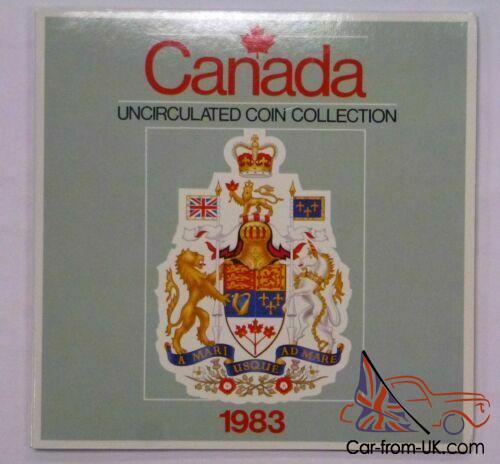 Canada
UNCIRCULATED COIN COLLECTION
A MARI
USQUE
AD MARE
1983
Car-from-UK.com